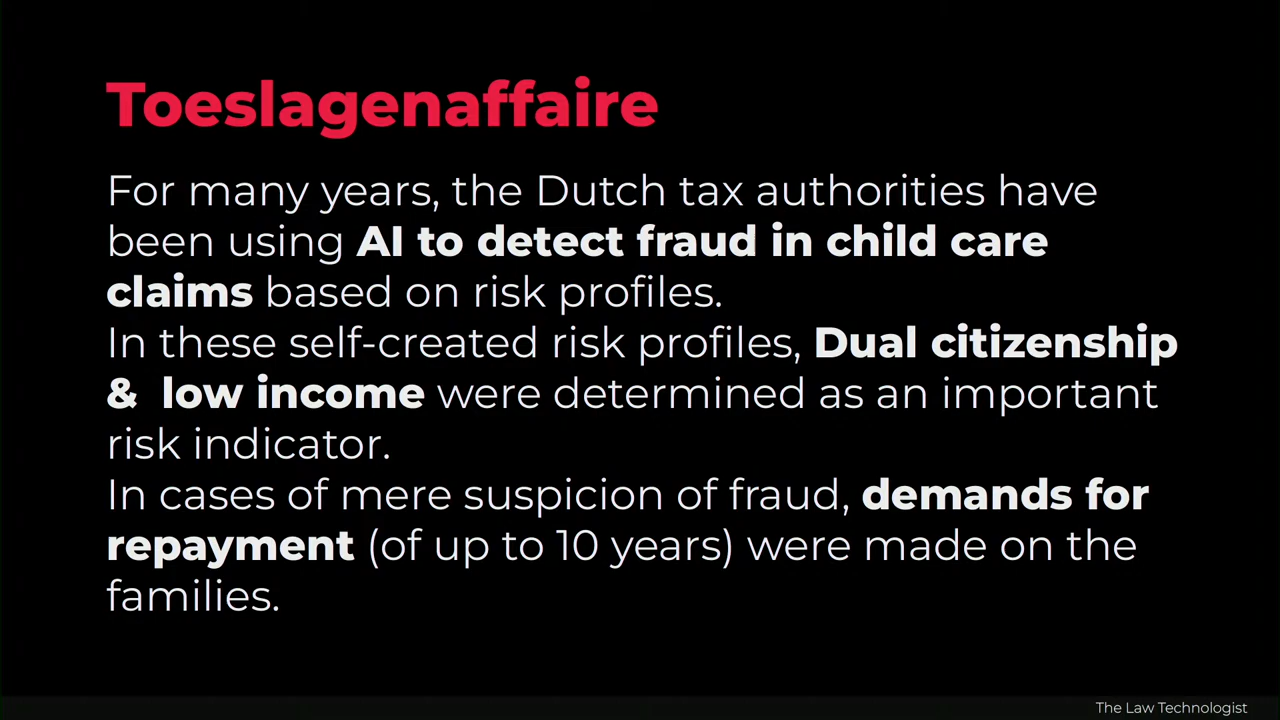 Toeslagenaffaire
For many years, the Dutch tax authorities have
been using AI to detect fraud in child care
claims based on risk profiles.
In these self-created risk profiles, Dual citizenship
& low income were determined as an important
risk indicator.
In cases of mere suspicion of fraud, demands for
repayment (of up to 10 years) were made on the
families.
The Law Technologist